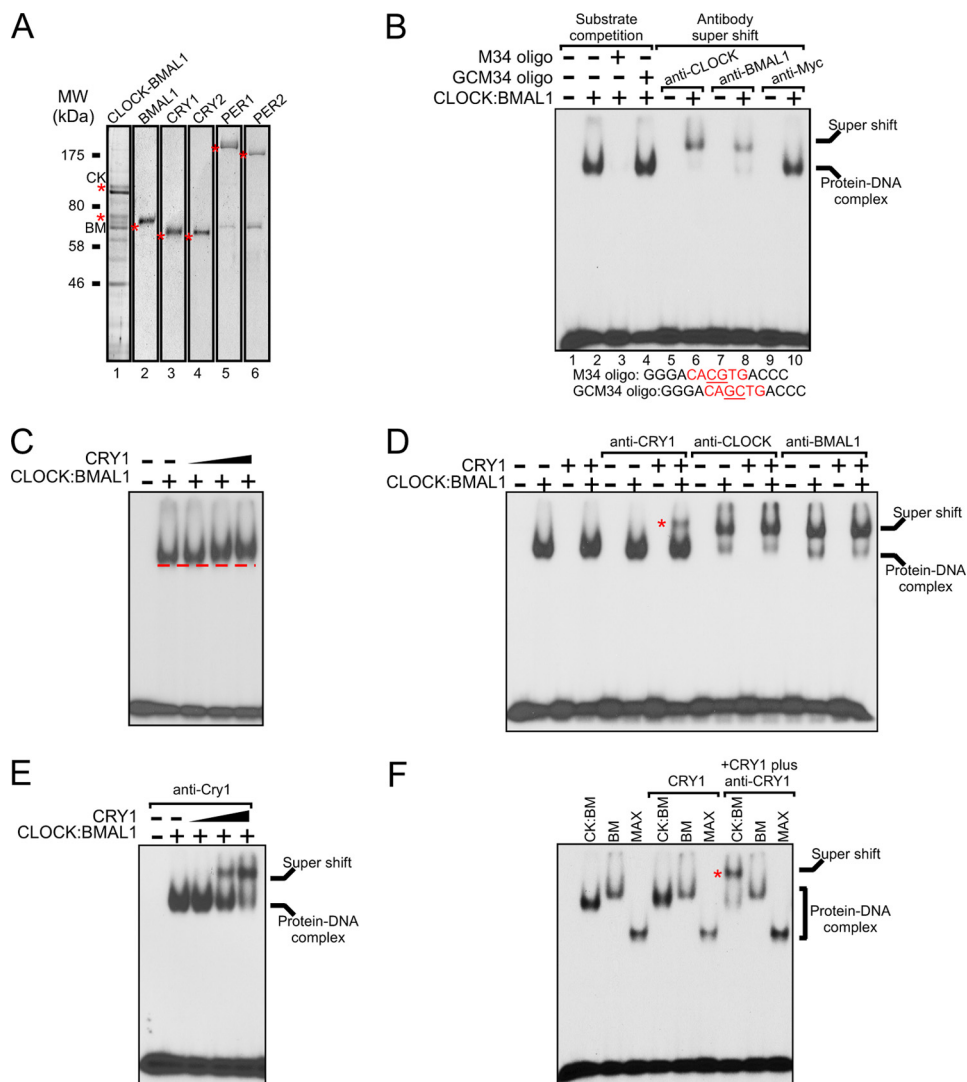 A
MW
(kDa)
CLOCK-BMAL1
BMAL1
CRY1
CRY2
PER1
PER2
175
CK
*
80
*
BM
58
46
* * * * *
1 2 3 4 5 6
B
Substrate
competition
Antibody
super shift
M34 oligo +
GCM34 oligo +
anti-CLOCK
anti-BMAL1
anti-Myc
CLOCK:BMAL1 - + + + - + - + - +
Super shift
Protein-DNA
complex
1 2 3 4 5 6 7 8 9 10
M34 oligo: GGGACACGTGACCC
GCM34 oligo:GGGACAGCTGACCC
C
CRY1 - -
CLOCK:BMAL1 - + + + +
D
anti-CRY1
anti-CLOCK
anti-BMAL1
CRY1 - - + + - - + + - - + + - - + +
CLOCK:BMAL1 - + - + - + - + - + - + - + - +
*
Super shift
Protein-DNA
complex
E
anti-Cry1
CRY1 - -
CLOCK:BMAL1 - + + + +
Super shift
Protein-DNA
complex
F
CRY1
+CRY1 plus
anti-CRY1
CK:BM
BM
MAX
CK:BM
BM
MAX
CK:BM
BM
MAX
*
Super shift
Protein-DNA
complex